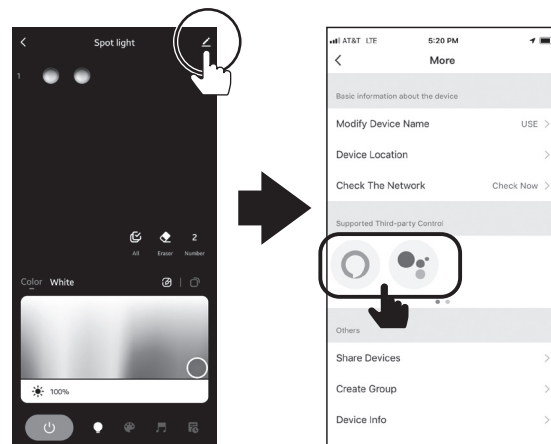 Spot light
1
All Eraser 2 Number
Color White
100%
AT&T LTE 5:20 PM
More
Basic information about the device
Modify Device Name USE
Device Location
Check The Network Check Now
Supported Third-party Control
Others
Share Devices
Create Group
Device Info